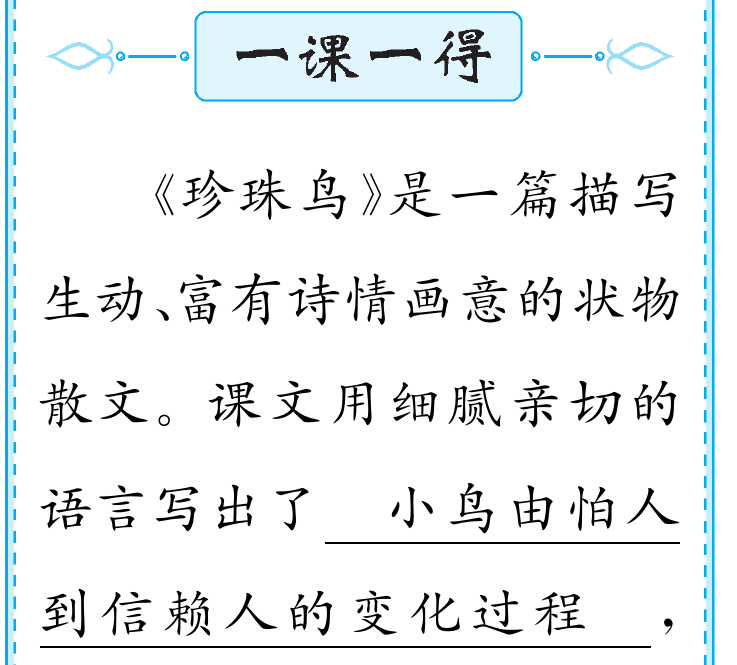 一课一得
《珍珠鸟》是一篇描写
生动、富有诗情画意的状物
散文。课文用细腻亲切的
语言写出了 小鸟由怕人
到信赖人的变化过程 ，